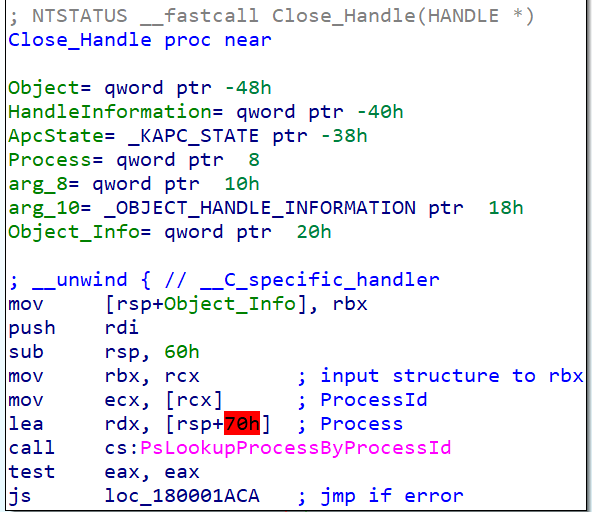 ; NTSTATUS __fastcall Close_Handle(HANDLE *)
Close_Handle proc near
Object= qword ptr -48h
HandleInformation= qword ptr -40h
ApcState= _KAPC_STATE ptr -38h
Process= qword ptr  8
arg_8= qword ptr  10h
arg_10= _OBJECT_HANDLE_INFORMATION ptr  18h
Object_Info= qword ptr  20h
; __unwind { // __C_specific_handler
mov     [rsp+Object_Info], rbx
push    rdi
sub     rsp, 60h
mov     rbx, rcx        ; input structure to rbx
mov     ecx, [rcx]      ; ProcessId
lea     rdx, [rsp+70h]  ; Process
call    cs:PsLookupProcessByProcessId
test    eax, eax
js      loc_180001ACA   ; jmp if error